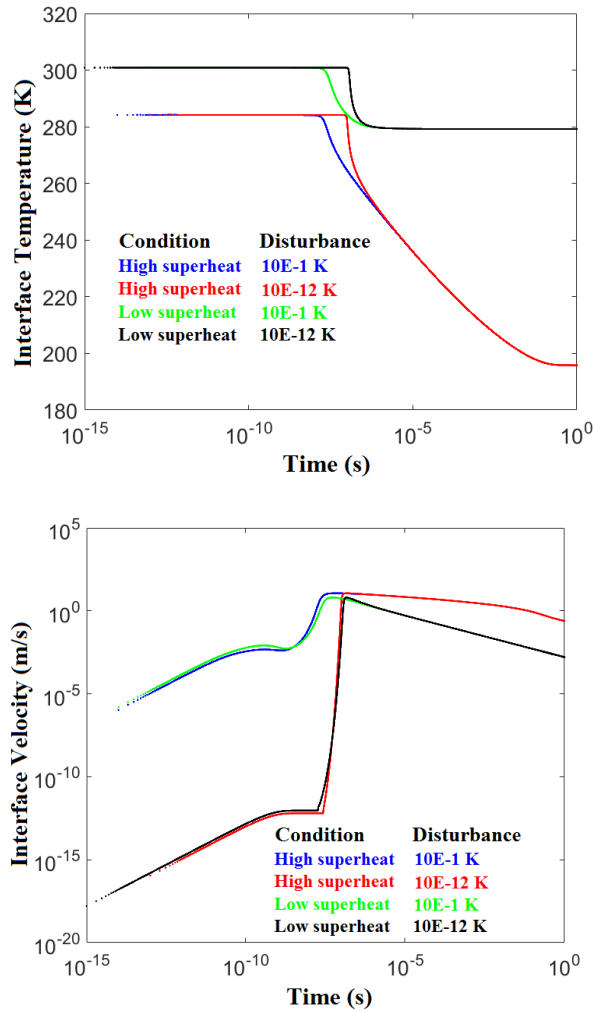 320
300
280
260
240
220
200
180
Interface Temperature (K)
Condition Disturbance
High superheat 10E-1 K
High superheat 10E-12 K
Low superheat 10E-1 K
Low superheat 10E-12 K
10-15 10-10 10-5 100
Time (s)
105
100
10-5
10-10
10-15
10-20
Interface Velocity (m/s)
Condition Disturbance
High superheat 10E-1 K
High superheat 10E-12 K
Low superheat 10E-1 K
Low superheat 10E-12 K
10-15 10-10 10-5 100
Time (s)